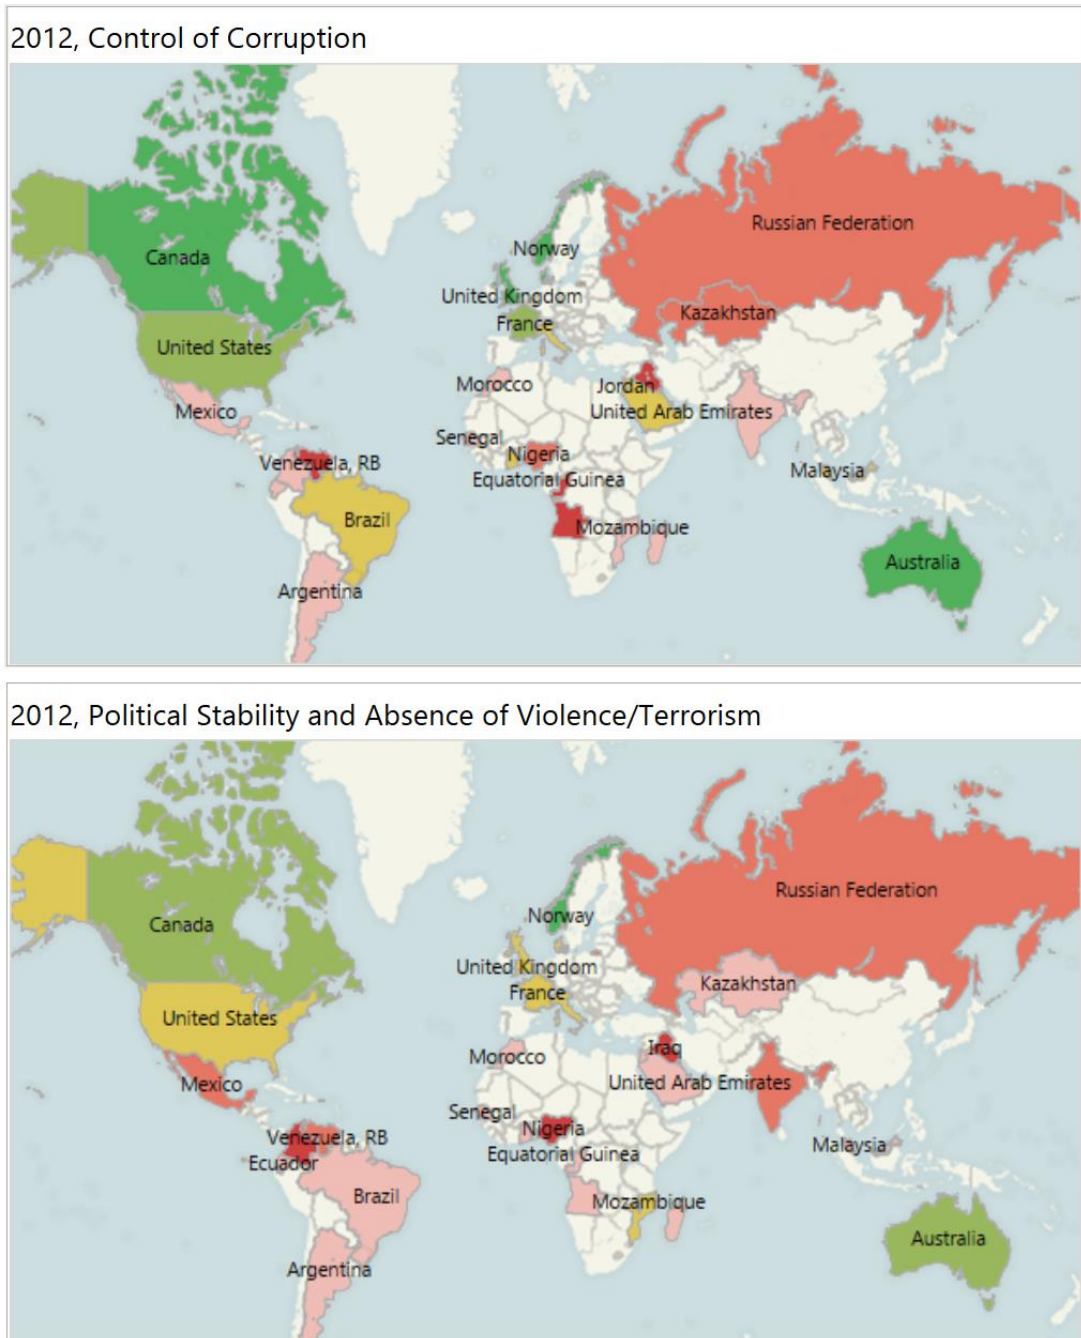 2012, Control of Corruption
Canada
Norway
Russian Federation
United Kingdom
Kazakhstan
France
United States
Morocco
Jordan
Mexico
United Arab Emirates
Senegal
Nigeria
Venezuela, RB
Malaysia
Equatorial Guinea
Brazil
Mozambique
Australia
Argentina
2012, Political Stability and Absence of Violence/Terrorism
Russian Federation
Norway
Canada
United Kingdom
Kazakhstan
France
United States
Iraq
Morocco
Mexico
United Arab Emirates
Senegal
Nigeria
Venezuela, RB
Malaysia
Equatorial Guinea
Ecuador
Brazil
Mozambique
Australia
Argentina